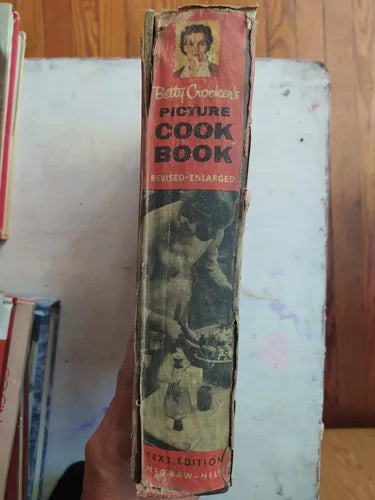 Betty Crocker's
PiCTURE
COOK
BOOK
REVISED-ENLARGED
TEXT EDITION
McGRAW-HILL